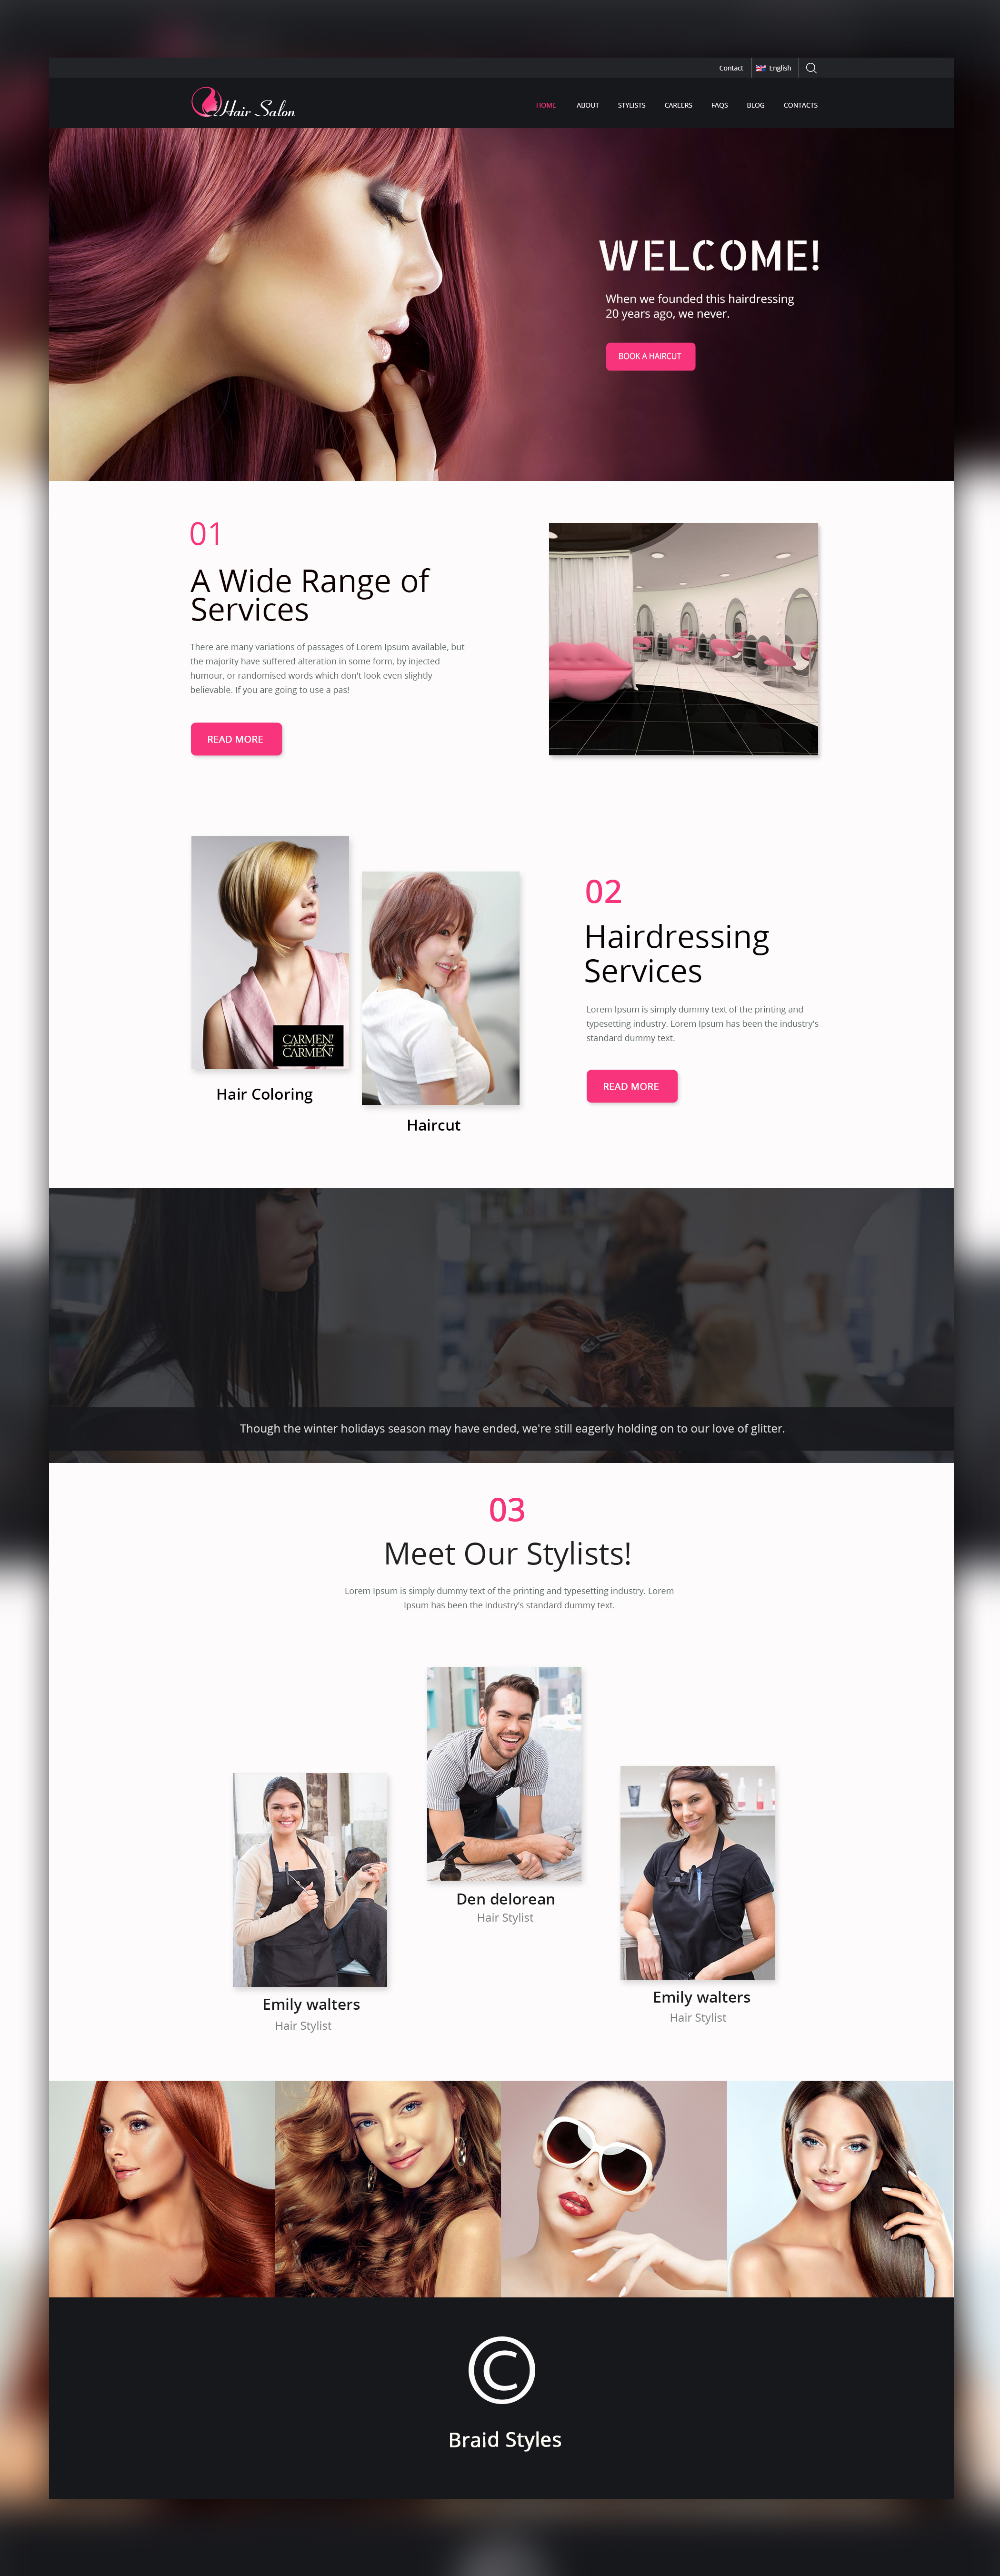 Contact English
Hair Salon
HOME ABOUT STYLISTS CAREERS FAQS BLOG CONTACTS
WELCOME!
When we founded this hairdressing
20 years ago, we never.
BOOK A HAIRCUT
01
A Wide Range of
Services
There are many variations of passages of Lorem Ipsum available, but
the majority have suffered alteration in some form, by injected
humour, or randomised words which don't look even slightly
believable. If you are going to use a pas!
READ MORE
CARMEN!
CARMEN!
Hair Coloring
Haircut
02
Hairdressing
Services
Lorem Ipsum is simply dummy text of the printing and
typesetting industry. Lorem Ipsum has been the industry's
standard dummy text.
READ MORE
Though the winter holidays season may have ended, we're still eagerly holding on to our love of glitter.
03
Meet Our Stylists!
Lorem Ipsum is simply dummy text of the printing and typesetting industry. Lorem
Ipsum has been the industry's standard dummy text.
Den delorean
Hair Stylist
Emily walters
Hair Stylist
Emily walters
Hair Stylist
©
Braid Styles